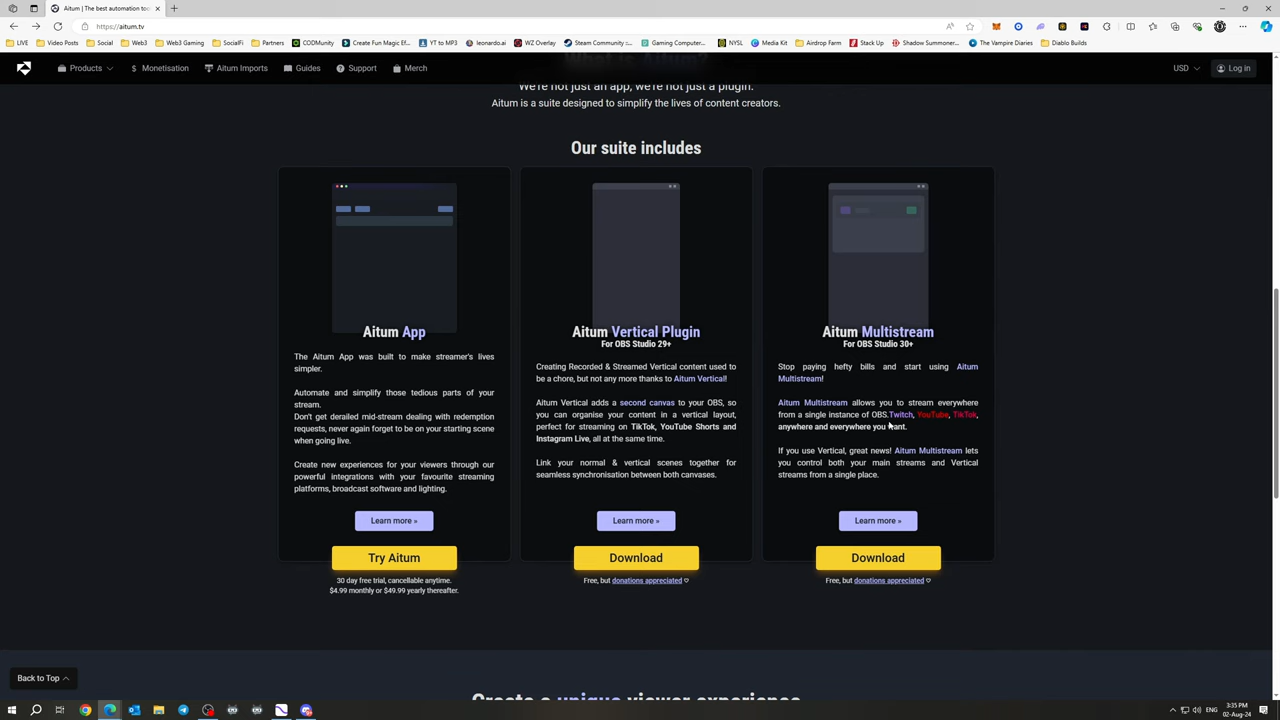 Aitum | The best automation too
https://aitum.tv
LIVE
Video Posts
Social
Web3
Web3 Gaming
SocialFi
Partners
CODMunity
Create Fun Magic Ef...
YT to MP3
leonardo.ai
WZ Overlay
Steam Community :...
Gaming Computer...
NYSL
Media Kit
Airdrop Farm
Stack Up
Shadow Summoner...
The Vampire Diaries
Diablo Builds
Products
$ Monetisation
Aitum Imports
Guides
Support
Merch
USD
Log in
What is Aitum?
We're not just an app, we're not just a plugin.
Aitum is a suite designed to simplify the lives of content creators.
Our suite includes
Aitum App
The Aitum App was built to make streamer's lives
simpler.
Automate and simplify those tedious parts of your
stream.
Don't get derailed mid-stream dealing with redemption
requests, never again forget to be on your starting scene
when going live.
Create new experiences for your viewers through our
powerful integrations with your favourite streaming
platforms, broadcast software and lighting.
Learn more »
Try Aitum
30 day free trial, cancellable anytime.
$4.99 monthly or $49.99 yearly thereafter.
Aitum Vertical Plugin
For OBS Studio 29+
Creating Recorded & Streamed Vertical content used to
be a chore, but not any more thanks to Aitum Vertical!
Aitum Vertical adds a second canvas to your OBS, so
you can organise your content in a vertical layout,
perfect for streaming on TikTok, YouTube Shorts and
Instagram Live, all at the same time.
Link your normal & vertical scenes together for
seamless synchronisation between both canvases.
Learn more »
Download
Free, but donations appreciated ♡
Aitum Multistream
For OBS Studio 30+
Stop paying hefty bills and start using Aitum
Multistream!
Aitum Multistream allows you to stream everywhere
from a single instance of OBS.Twitch, YouTube, TikTok,
anywhere and everywhere you want.
If you use Vertical, great news! Aitum Multistream lets
you control both your main streams and Vertical
streams from a single place.
Learn more »
Download
Free, but donations appreciated ♡
Back to Top
Create a unique viewer experience
ENG
3:35 PM
02-Aug-24